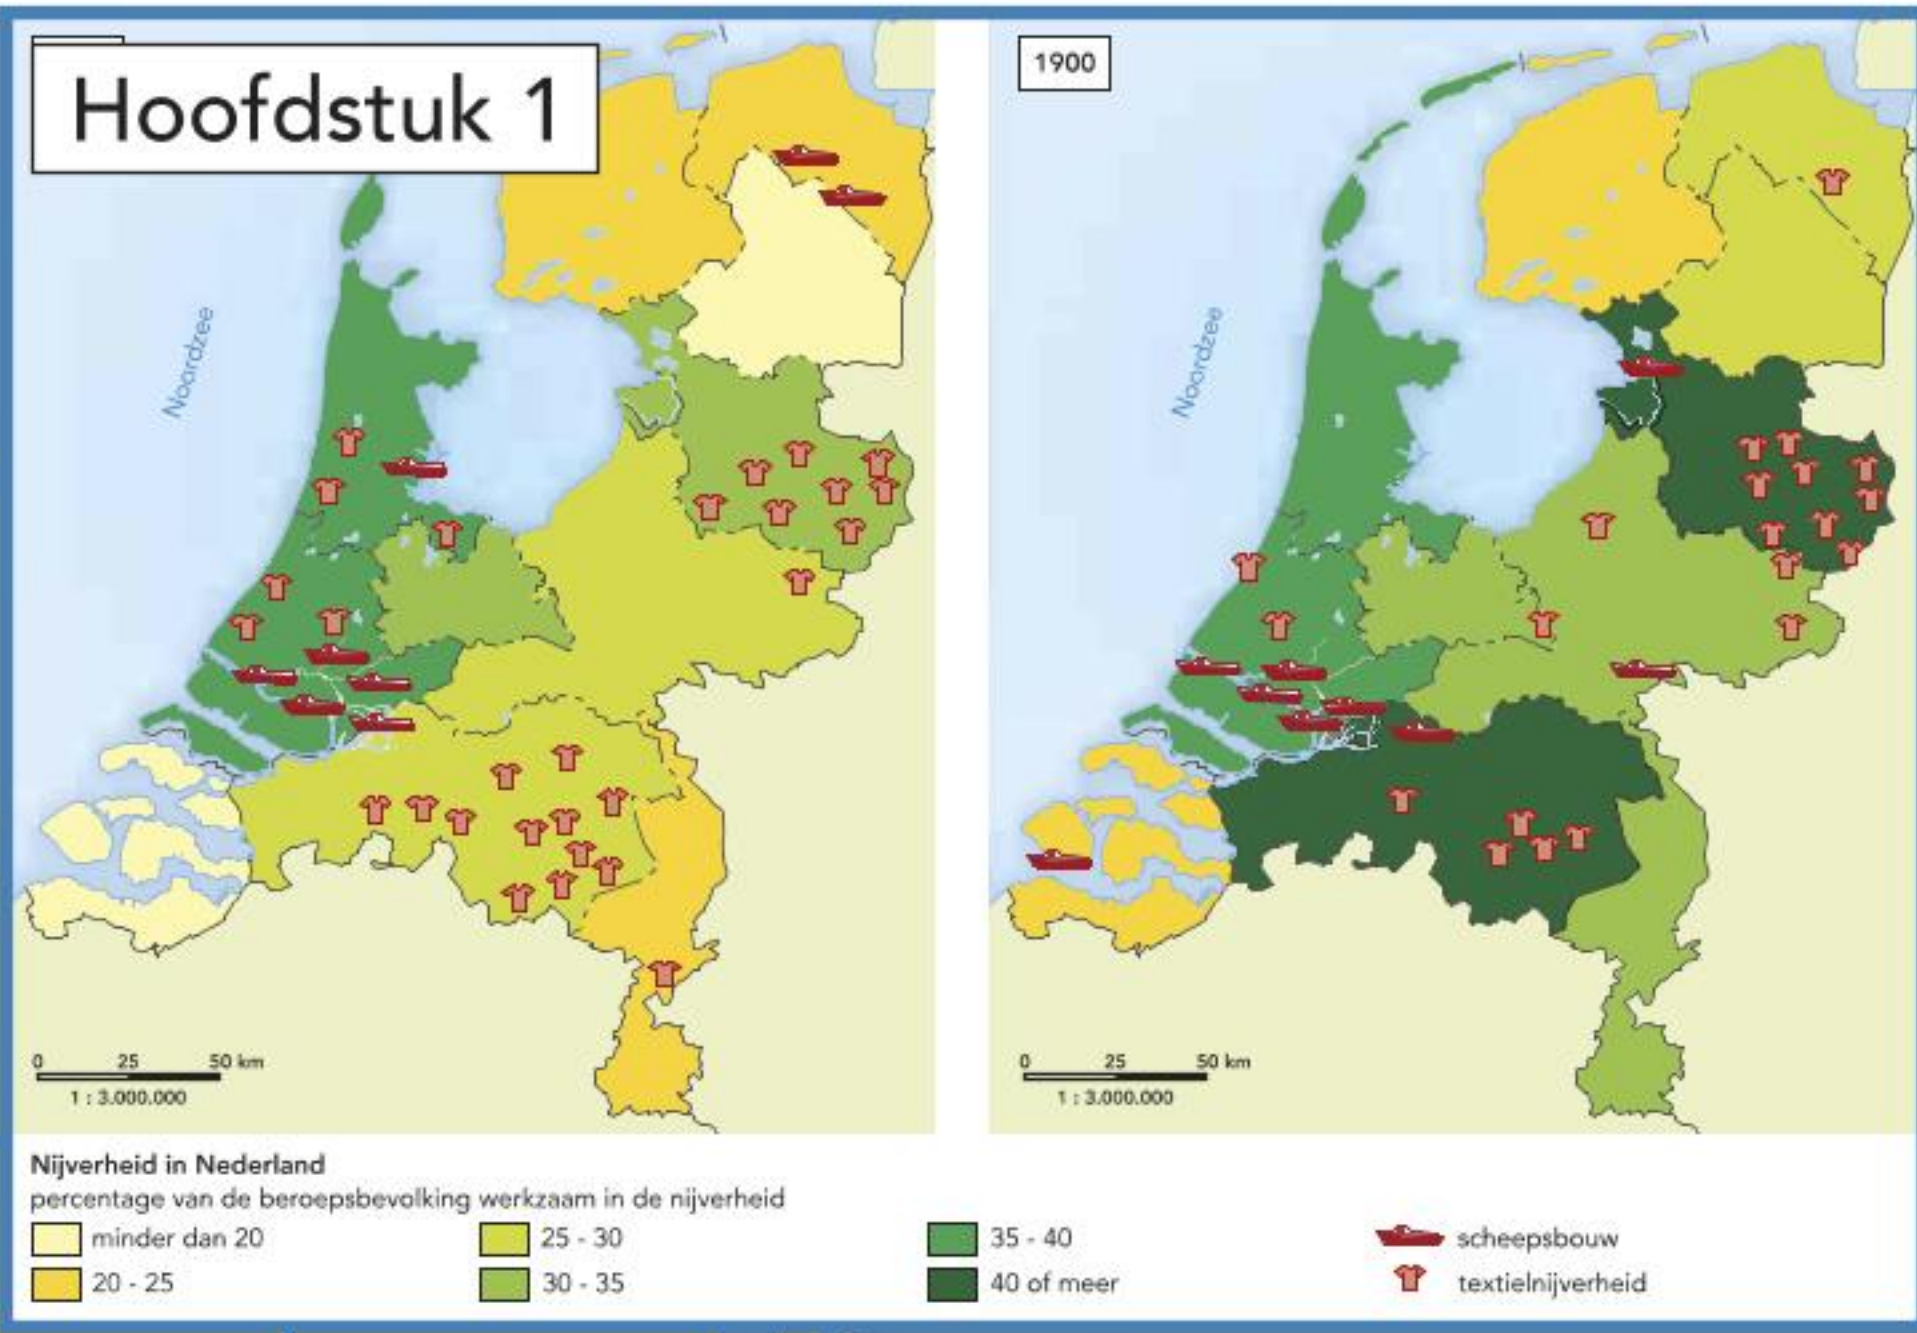 Hoofdstuk 1
1900
Noordzee
Noordzee
0 25 50 km
1 : 3.000.000
0 25 50 km
1 : 3.000.000
Nijverheid in Nederland
percentage van de beroepsbevolking werkzaam in de nijverheid
minder dan 20
20 - 25
25 - 30
30 - 35
35 - 40
40 of meer
scheepsbouw
textielnijverheid